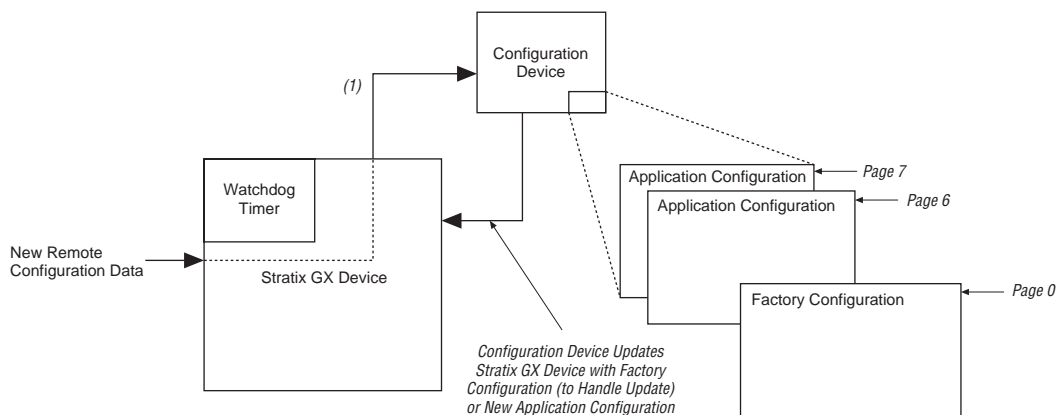 Configuration
Device
(1)
Application Configuration
Page 7
Application Configuration
Page 6
Watchdog
Timer
New Remote
Configuration Data
Stratix GX Device
Factory Configuration
Page 0
Configuration Device Updates
Stratix GX Device with Factory
Configuration (to Handle Update)
or New Application Configuration